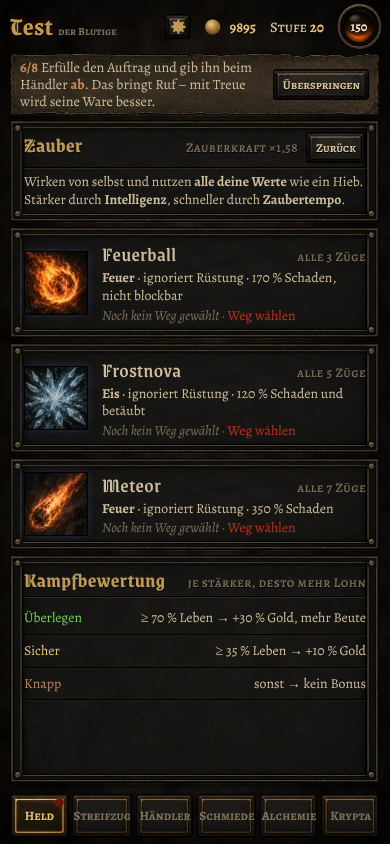 Test DER BLUTIGE 9895 STUFE 20 150
6/8 Erfülle den Auftrag und gib ihn beim
Händler ab. Das bringt Ruf – mit Treue
wird seine Ware besser.
ÜBERSPRINGEN
Zauber ZAUBERKRAFT ×1,58 ZURÜCK
Wirken von selbst und nutzen alle deine Werte wie ein Hieb.
Stärker durch Intelligenz, schneller durch Zaubertempo.
Feuerball ALLE 3 ZÜGE
Feuer · ignoriert Rüstung · 170 % Schaden,
nicht blockbar
Noch kein Weg gewählt · Weg wählen
Frostnova ALLE 5 ZÜGE
Eis · ignoriert Rüstung · 120 % Schaden und
betäubt
Noch kein Weg gewählt · Weg wählen
Meteor ALLE 7 ZÜGE
Feuer · ignoriert Rüstung · 350 % Schaden
Noch kein Weg gewählt · Weg wählen
Kampfbewertung JE STÄRKER, DESTO MEHR LOHN
Überlegen ≥ 70 % Leben → +30 % Gold, mehr Beute
Sicher ≥ 35 % Leben → +10 % Gold
Knapp sonst → kein Bonus
HELD STREIFZUG HÄNDLER SCHMIEDE ALCHEMIE KRYPTA